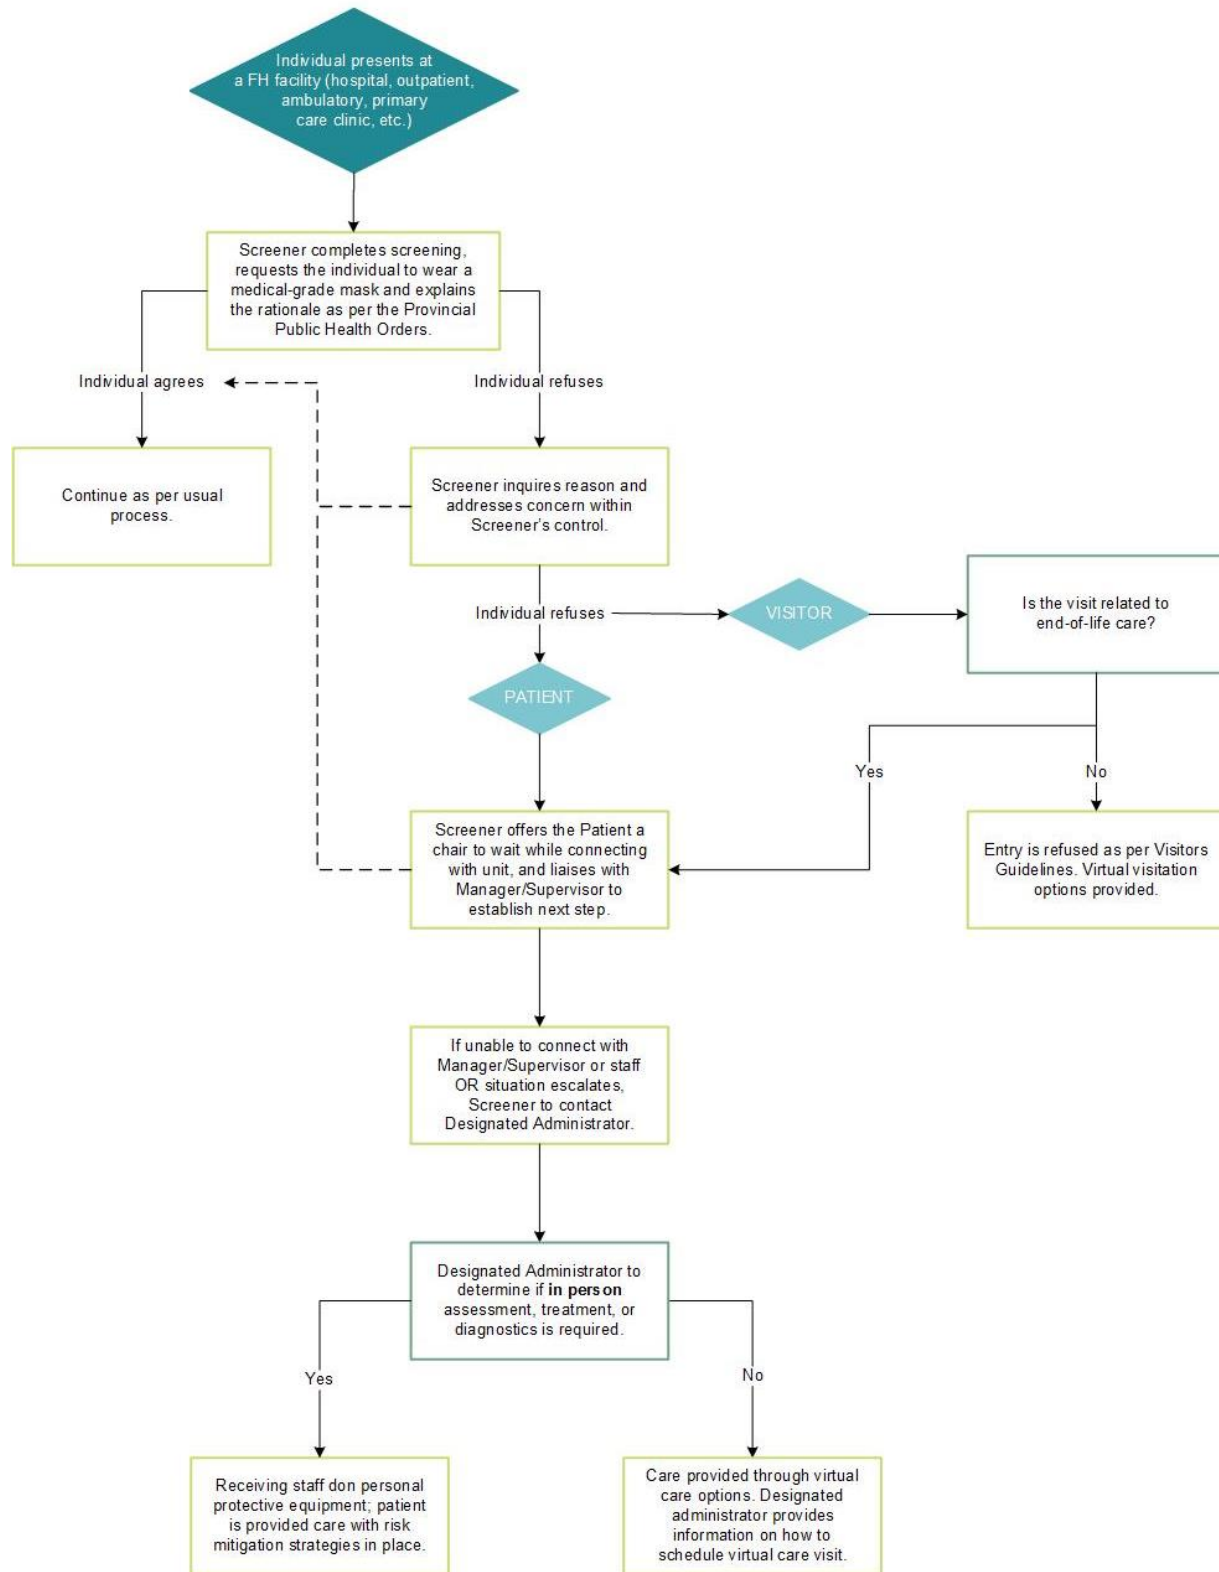 Individual presents at
a FH facility (hospital, outpatient,
ambulatory, primary
care clinic, etc.)
Screener completes screening,
requests the individual to wear a
medical-grade mask and explains
the rationale as per the Provincial
Public Health Orders.
Individual agrees
Individual refuses
Continue as per usual
process.
Screener inquires reason and
addresses concern within
Screener's control.
Individual refuses
VISITOR
Is the visit related to
end-of-life care?
PATIENT
Yes
No
Screener offers the Patient a
chair to wait while connecting
with unit, and liaises with
Manager/Supervisor to
establish next step.
Entry is refused as per Visitors
Guidelines. Virtual visitation
options provided.
If unable to connect with
Manager/Supervisor or staff
OR situation escalates,
Screener to contact
Designated Administrator.
Designated Administrator to
determine if in person
assessment, treatment, or
diagnostics is required.
Yes
No
Receiving staff don personal
protective equipment; patient
is provided care with risk
mitigation strategies in place.
Care provided through virtual
care options. Designated
administrator provides
information on how to
schedule virtual care visit.